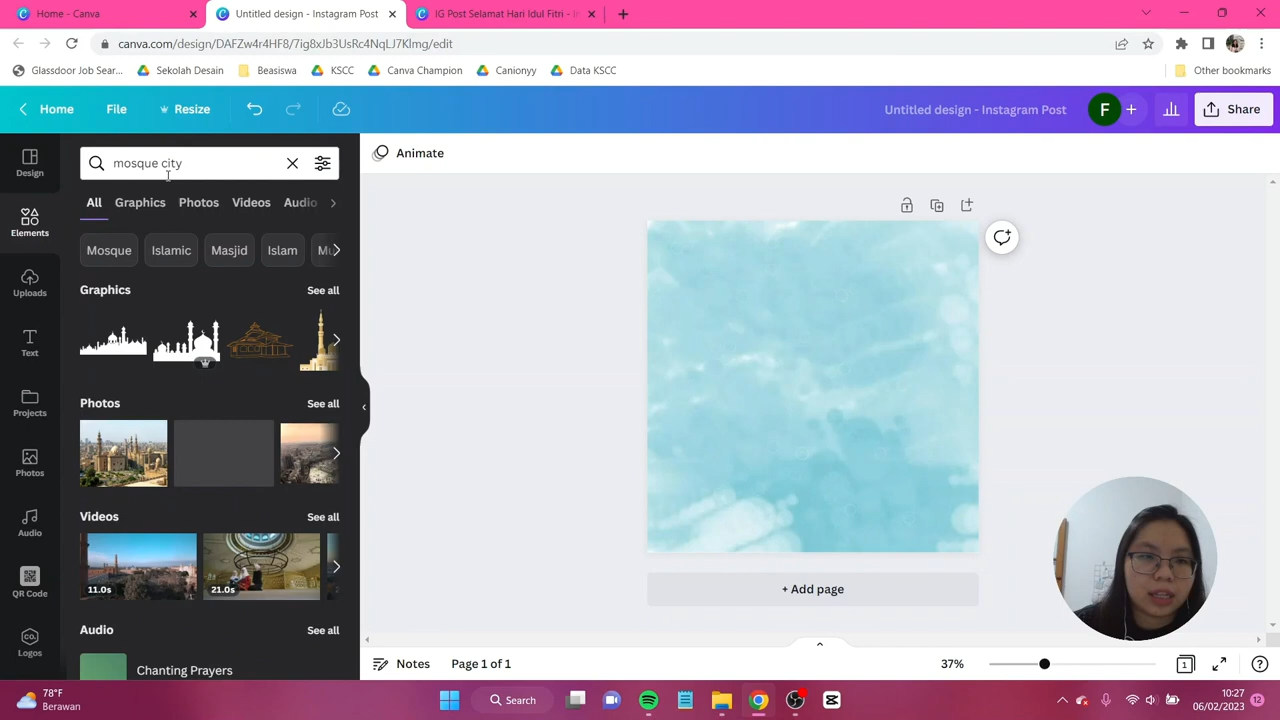 Home - Canva
Untitled design - Instagram Post
IG Post Selamat Hari Idul Fitri - I
canva.com/design/DAFZw4r4HF8/7ig8xJb3UsRc4NqLJ7Klmg/edit
Glassdoor Job Sear...
Sekolah Desain
Beasiswa
KSCC
Canva Champion
Canionyy
Data KSCC
Other bookmarks
Home
File
Resize
Untitled design - Instagram Post
F
Share
Design
Elements
Uploads
Text
Projects
Photos
Audio
QR Code
Logos
mosque city
All
Graphics
Photos
Videos
Audio
Mosque
Islamic
Masjid
Islam
Graphics
See all
Photos
See all
Videos
See all
11.0s
21.0s
Audio
See all
Chanting Prayers
Animate
+ Add page
Notes
Page 1 of 1
37%
1
78°F
Berawan
Search
10:27
06/02/2023
12